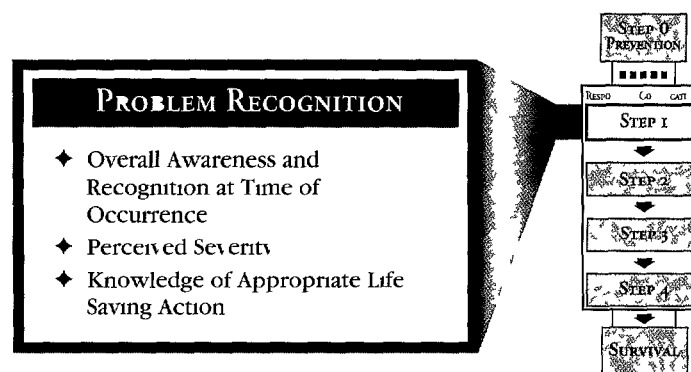 PROBLEM RECOGNITION
✦ Overall Awareness and
Recognition at Time of
Occurrence
✦ Perceived Severity
✦ Knowledge of Appropriate Life
Saving Action
STEP 0
PREVENTION
STEP 1
STEP 2
STEP 3
STEP 4
SURVIVAL